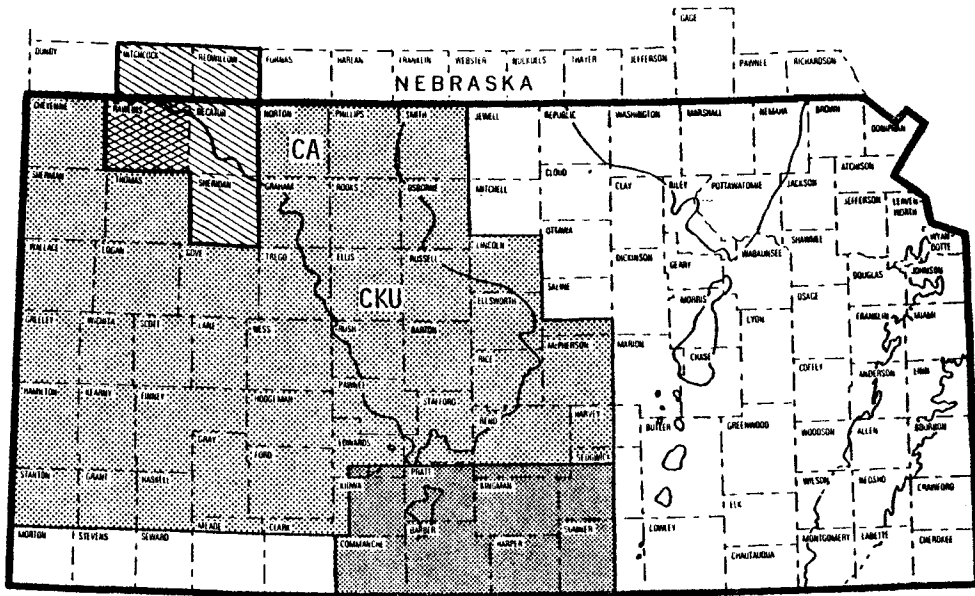 GAGE
DUNDY HITCHCOCK REDWILLOW FURNAS HARLAN FRANKLIN WEBSTER NUCKOLLS THAYER JEFFERSON PAWNEE RICHARDSON
NEBRASKA
CHEYENNE RAWLINS DECATUR NORTON PHILLIPS SMITH JEWELL REPUBLIC WASHINGTON MARSHALL NEMAHA BROWN DONIPHAN
CA
ATCHISON
SHERMAN THOMAS SHERIDAN GRAHAM ROOKS OSBORNE MITCHELL CLOUD CLAY RILEY POTTAWATOMIE JACKSON
JEFFERSON LEAVEN-
WORTH
WALLACE LOGAN GOVE TREGO ELLIS RUSSELL LINCOLN OTTAWA DICKINSON GEARY WABAUNSEE SHAWNEE WYAN
DOTTE
DOUGLAS JOHNSON
CKU
ELLSWORTH SALINE MORRIS LYON OSAGE FRANKLIN MIAMI
GREELEY WICHITA SCOTT LANE NESS RUSH BARTON RICE McPHERSON MARION CHASE COFFEY ANDERSON LINN
HAMILTON KEARNY FINNEY HODGEMAN PAWNEE STAFFORD RENO HARVEY BUTLER GREENWOOD WOODSON ALLEN BOURBON
GRAY FORD EDWARDS SEDGWICK
STANTON GRANT HASKELL KIOWA PRATT KINGMAN ELK WILSON NEOSHO CRAWFORD
MEADE CLARK BARBER SUMNER COWLEY
MORTON STEVENS SEWARD COMMANCHE HARPER CHAUTAUQUA MONTGOMERY LABETTE CHEROKEE